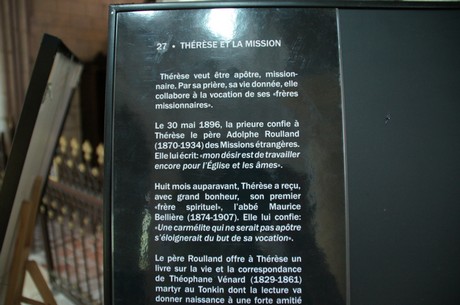 27 • THÉRÈSE ET LA MISSION
Thérèse veut être apôtre, mission-
naire. Par sa prière, sa vie donnée, elle
collabore à la vocation de ses «frères
missionnaires».
Le 30 mai 1896, la prieure confie à
Thérèse le père Adolphe Roulland
(1870-1934) des Missions étrangères.
Elle lui écrit: «mon désir est de travailler
encore pour l'Église et les âmes».
Huit mois auparavant, Thérèse a reçu,
avec grand bonheur, son premier
«frère spirituel», l'abbé Maurice
Bellière (1874-1907). Elle lui confie:
«Une carmélite qui ne serait pas apôtre
s'éloignerait du but de sa vocation».
Le père Roulland offre à Thérèse un
livre sur la vie et la correspondance
de Théophane Vénard (1829-1861)
martyr au Tonkin dont la lecture va
donner naissance à une forte amitié